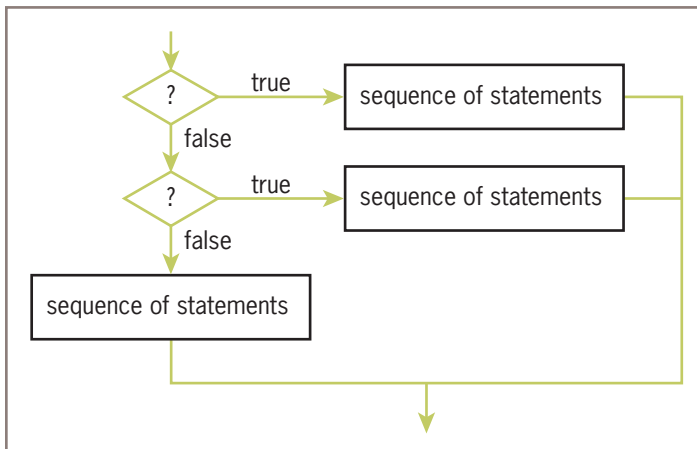 ? true sequence of statements
false
? true sequence of statements
false
sequence of statements